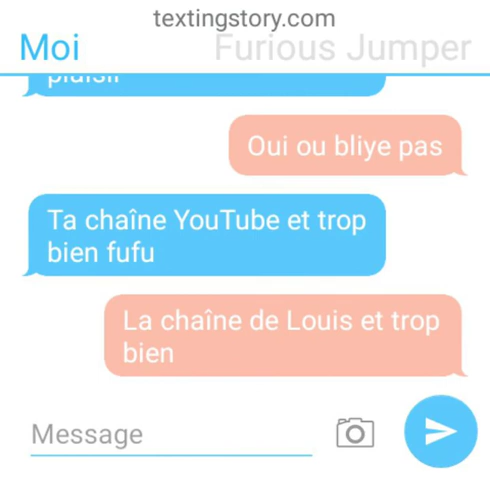 textingstory.com
Moi Furious Jumper
plaisir
Oui ou bliye pas
Ta chaîne YouTube et trop
bien fufu
La chaîne de Louis et trop
bien
Message